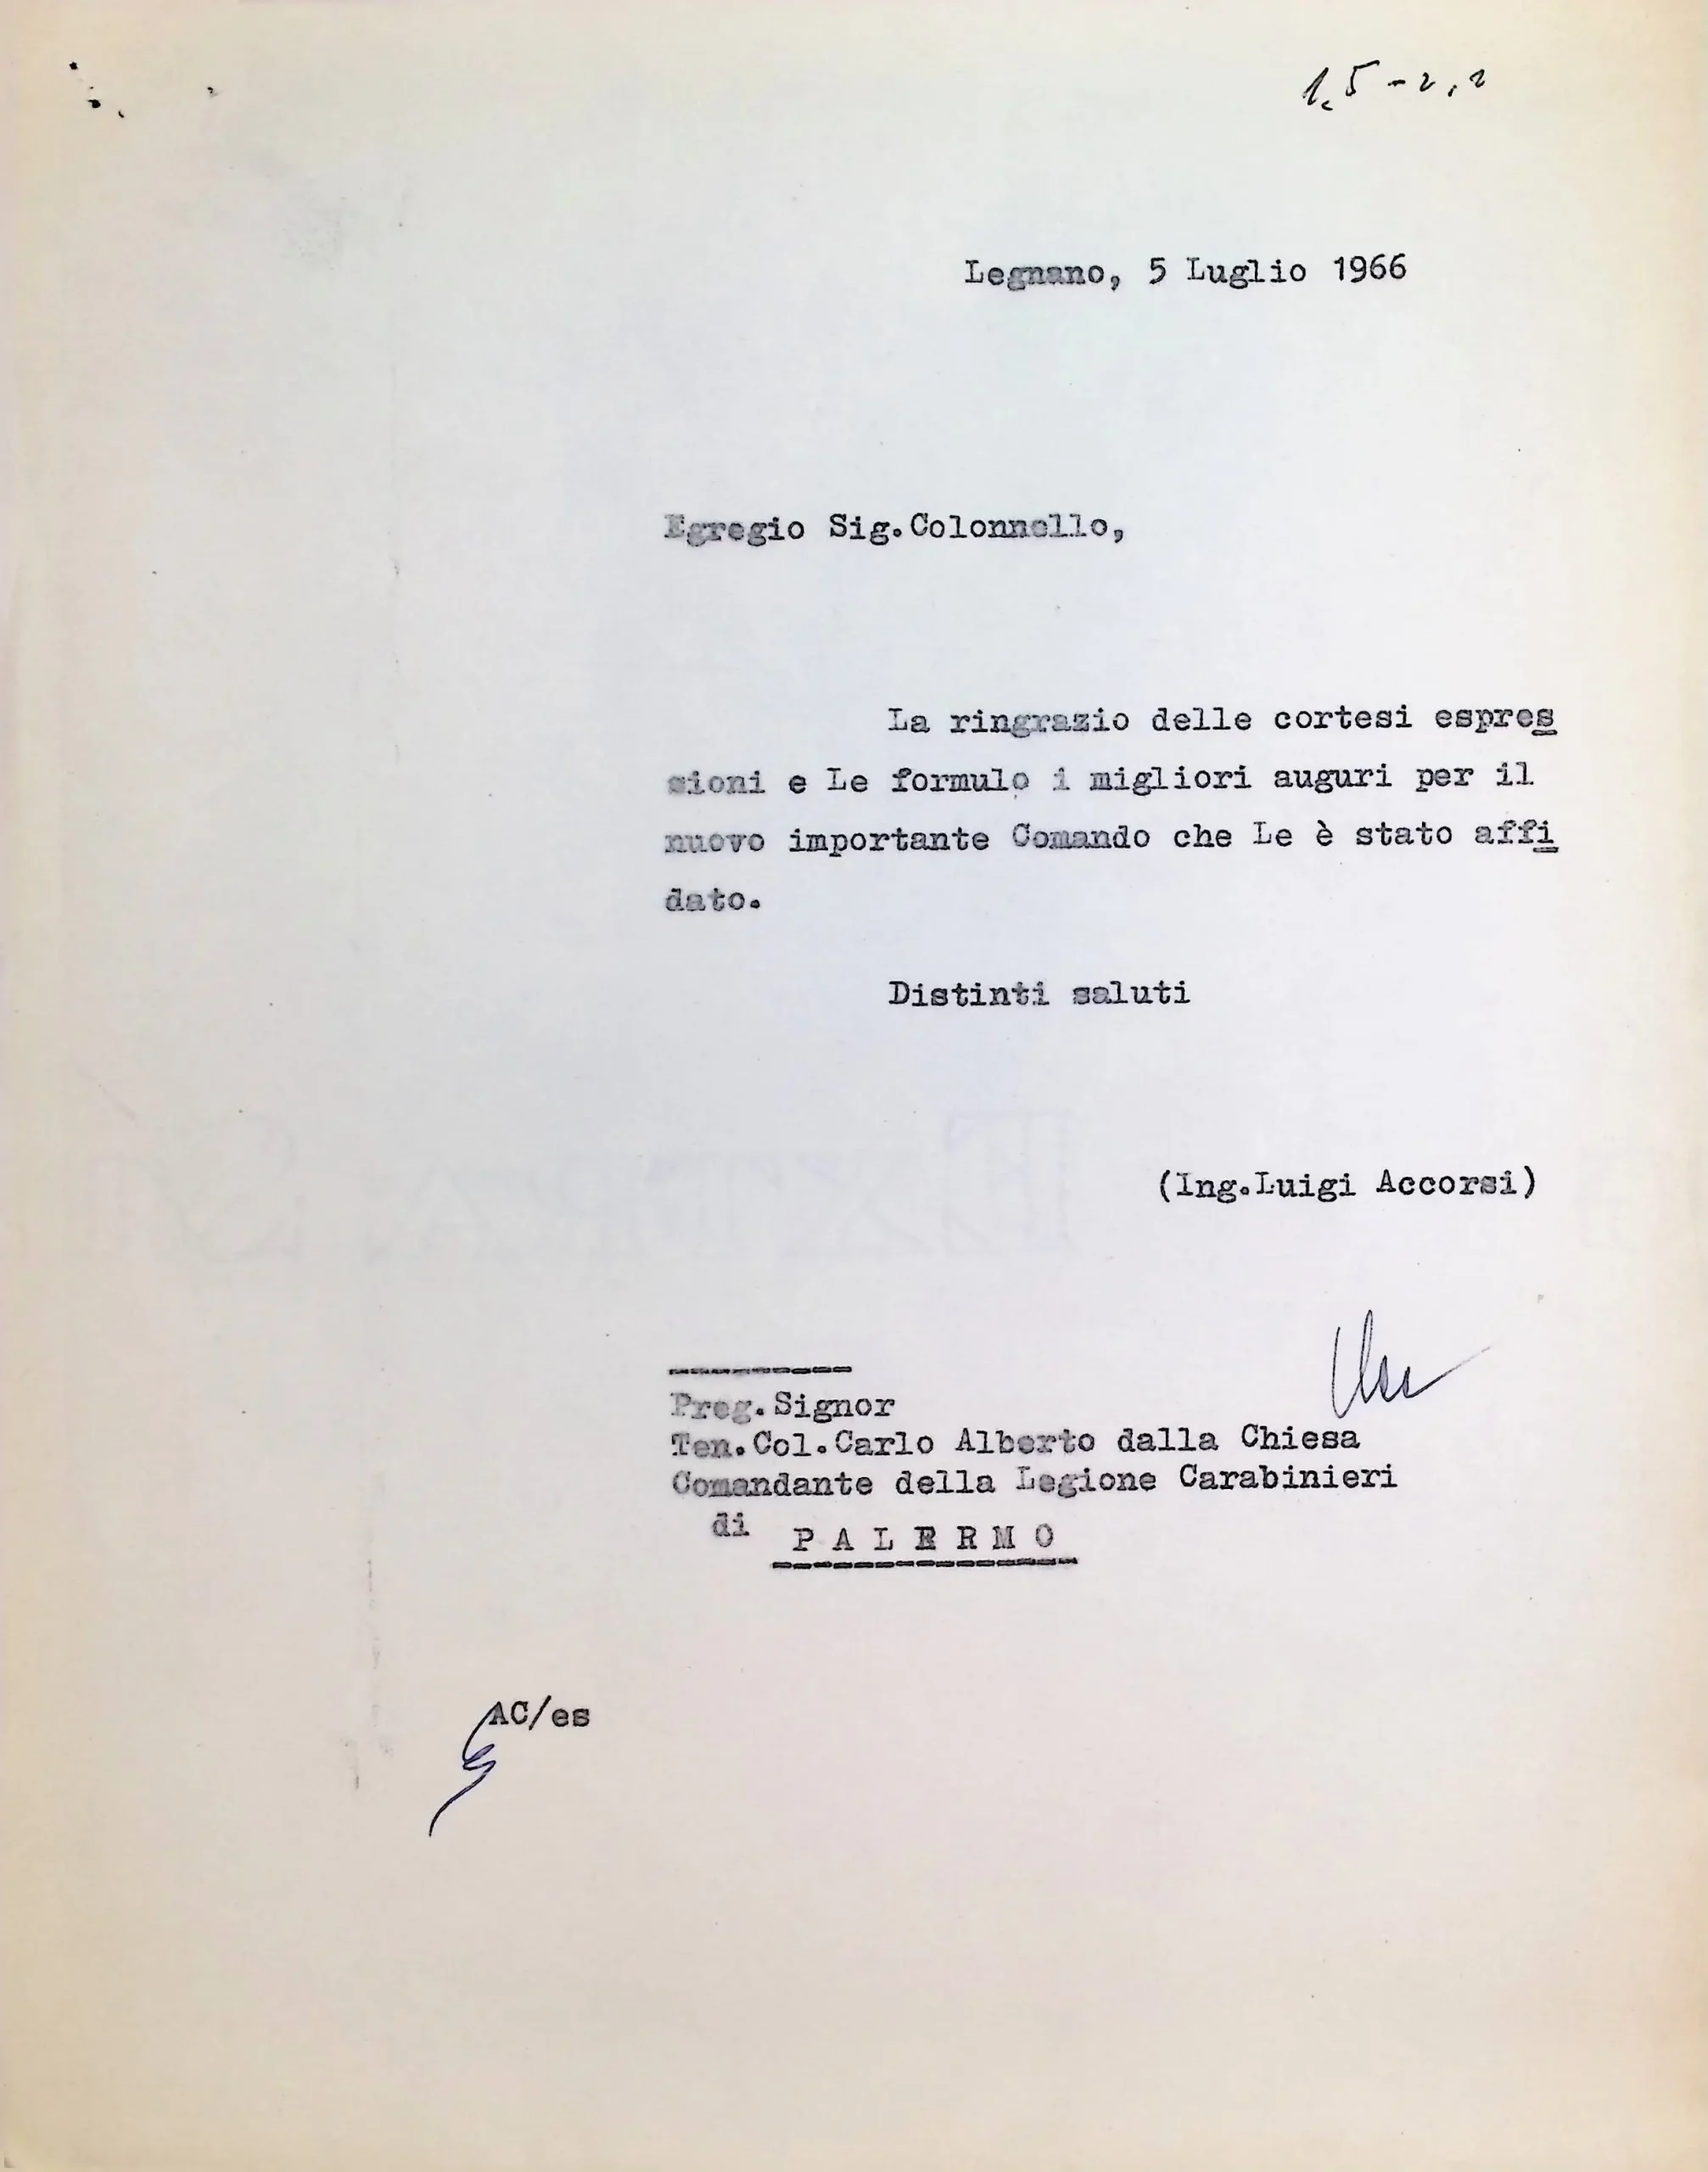 1.5-2.2
Legnano, 5 Luglio 1966
Egregio Sig.Colonnello,
La ringrazio delle cortesi espres
sioni e Le formulo i migliori auguri per il
nuovo importante Comando che Le è stato affi
dato.
Distinti saluti
(Ing.Luigi Accorsi)
Preg.Signor
Ten.Col.Carlo Alberto dalla Chiesa
Comandante della Legione Carabinieri
di PALERMO
AC/es